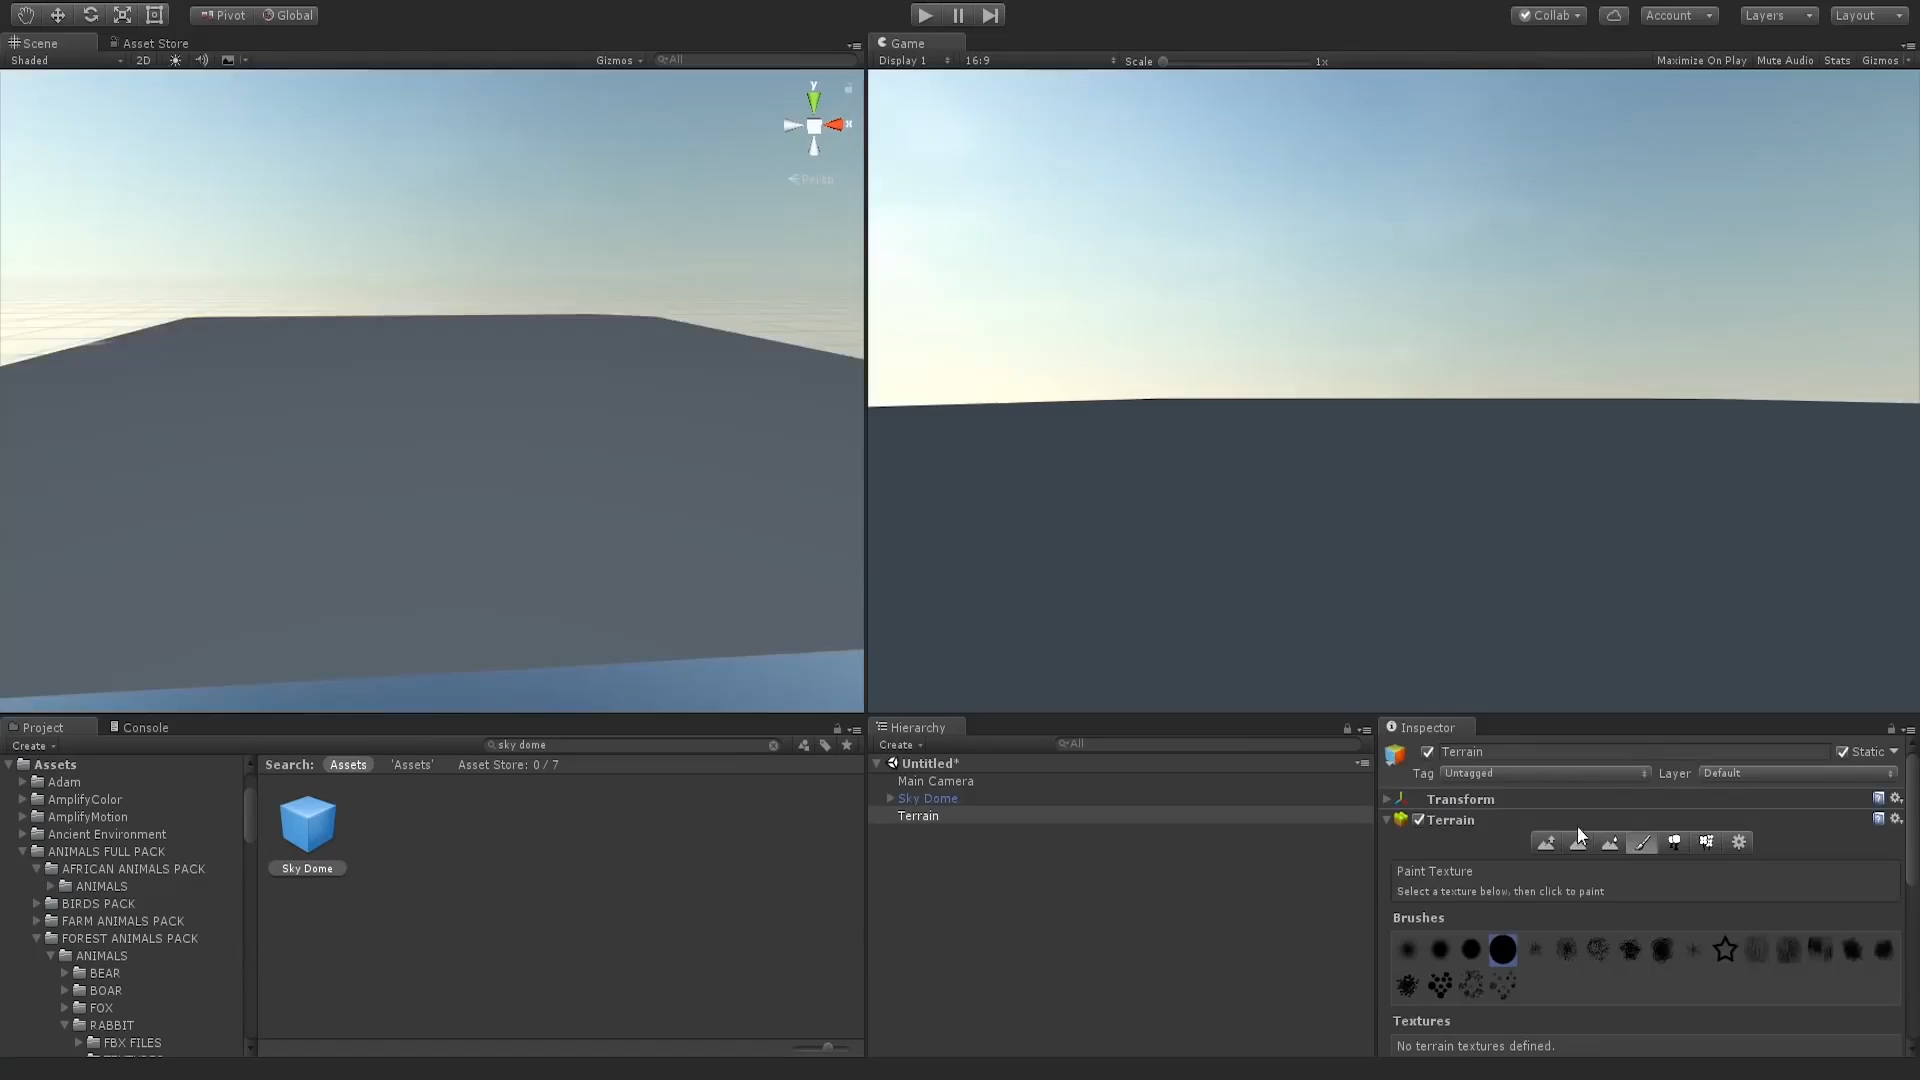 Pivot Global Collab Account Layers Layout
Scene Asset Store
Shaded 2D Gizmos All
y
x
Persp
Game
Display 1 16:9 Scale 1x Maximize On Play Mute Audio Stats Gizmos
Project Console
Create sky dome
Assets
Adam
AmplifyColor
AmplifyMotion
Ancient Environment
ANIMALS FULL PACK
AFRICAN ANIMALS PACK
ANIMALS
BIRDS PACK
FARM ANIMALS PACK
FOREST ANIMALS PACK
ANIMALS
BEAR
BOAR
FOX
RABBIT
FBX FILES
Search: Assets 'Assets' Asset Store: 0 / 7
Sky Dome
Hierarchy
Create All
Untitled*
Main Camera
Sky Dome
Terrain
Inspector
Terrain Static
Tag Untagged Layer Default
Transform
Terrain
Paint Texture
Select a texture below, then click to paint
Brushes
Textures
No terrain textures defined.